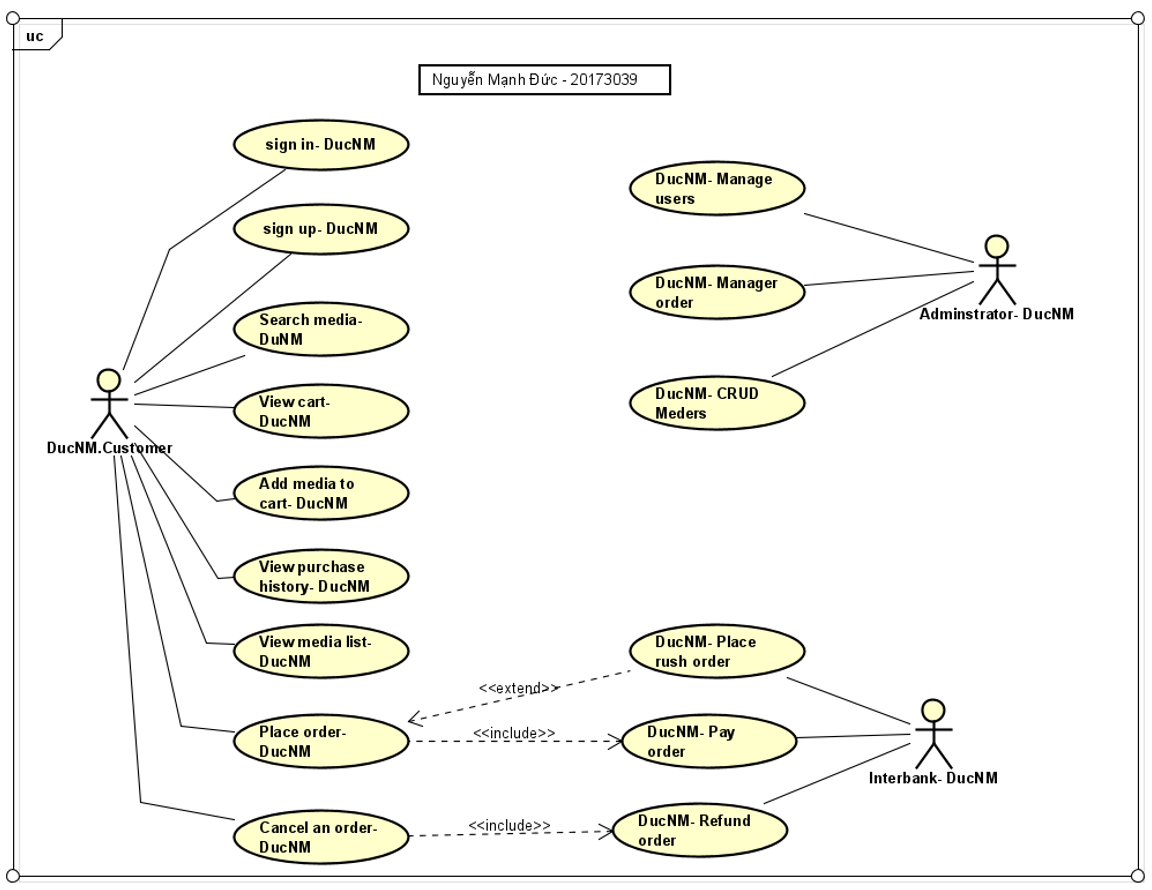 uc
Nguyễn Mạnh Đức - 20173039
sign in- DucNM
sign up- DucNM
Search media-
DuNM
View cart-
DucNM
DucNM.Customer
Add media to
cart- DucNM
View purchase
history- DucNM
View media list-
DucNM
Place order-
DucNM
Cancel an order-
DucNM
<<extend>>
<<include>>
<<include>>
DucNM- Manage
users
DucNM- Manager
order
DucNM- CRUD
Meders
Adminstrator- DucNM
DucNM- Place
rush order
DucNM- Pay
order
DucNM- Refund
order
Interbank- DucNM